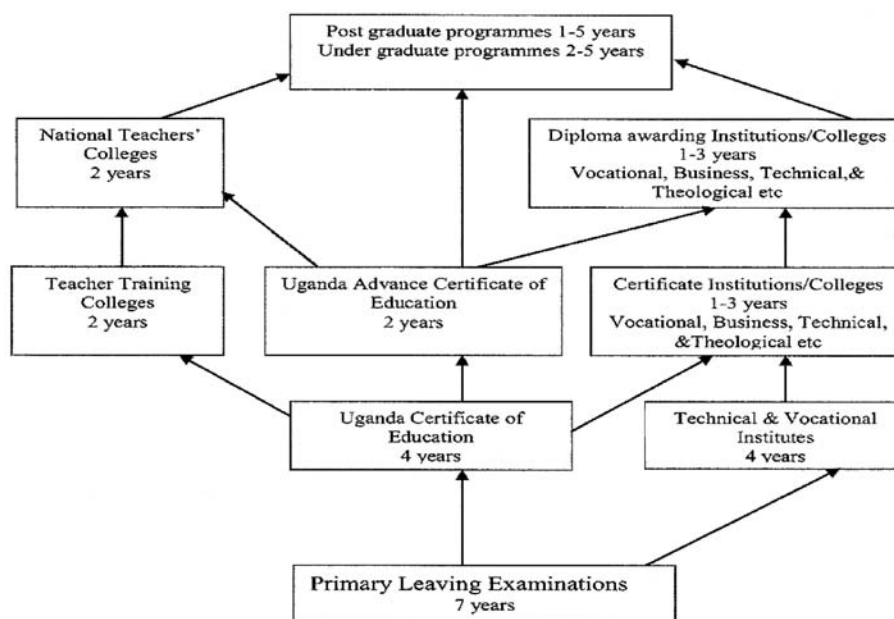 Post graduate programmes 1-5 years
Under graduate programmes 2-5 years
National Teachers'
Colleges
2 years
Diploma awarding Institutions/Colleges
1-3 years
Vocational, Business, Technical,&
Theological etc
Teacher Training
Colleges
2 years
Uganda Advance Certificate of
Education
2 years
Certificate Institutions/Colleges
1-3 years
Vocational, Business, Technical,
&Theological etc
Uganda Certificate of
Education
4 years
Technical & Vocational
Institutes
4 years
Primary Leaving Examinations
7 years